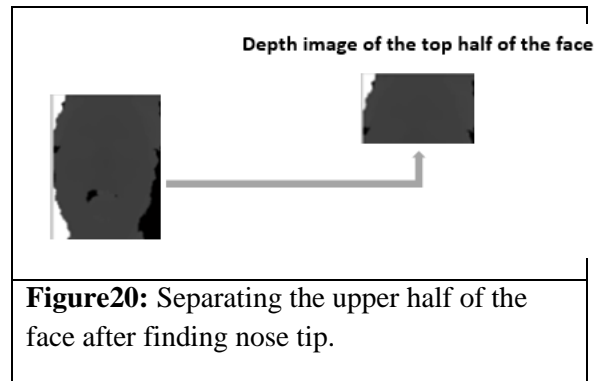 Depth image of the top half of the face
Figure20: Separating the upper half of the
face after finding nose tip.